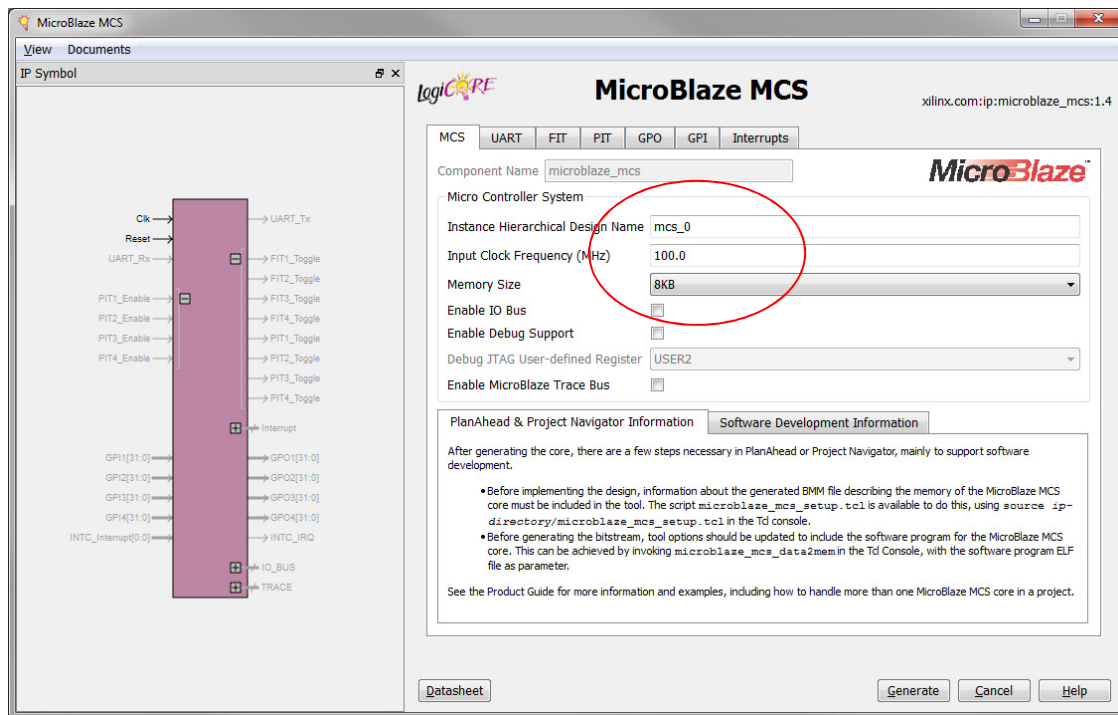 MicroBlaze MCS
View Documents
IP Symbol
Clk
Reset
UART_Rx
PIT1_Enable
PIT2_Enable
PIT3_Enable
PIT4_Enable
GPI1[31:0]
GPI2[31:0]
GPI3[31:0]
GPI4[31:0]
INTC_Interrupt[0:0]
UART_Tx
FIT1_Toggle
FIT2_Toggle
FIT3_Toggle
FIT4_Toggle
PIT1_Toggle
PIT2_Toggle
PIT3_Toggle
PIT4_Toggle
Interrupt
GPO1[31:0]
GPO2[31:0]
GPO3[31:0]
GPO4[31:0]
INTC_IRQ
IO_BUS
TRACE
LogiCORE
MicroBlaze MCS
xilinx.com:ip:microblaze_mcs:1.4
MCS UART FIT PIT GPO GPI Interrupts
Component Name microblaze_mcs
MicroBlaze
Micro Controller System
Instance Hierarchical Design Name mcs_0
Input Clock Frequency (MHz) 100.0
Memory Size 8KB
Enable IO Bus
Enable Debug Support
Debug JTAG User-defined Register USER2
Enable MicroBlaze Trace Bus
PlanAhead & Project Navigator Information Software Development Information
After generating the core, there are a few steps necessary in PlanAhead or Project Navigator, mainly to support software
development.
•Before implementing the design, information about the generated BMM file describing the memory of the MicroBlaze MCS
core must be included in the tool. The script microblaze_mcs_setup.tcl is available to do this, using source ip-
directory/microblaze_mcs_setup.tcl in the Tcl console.
•Before generating the bitstream, tool options should be updated to include the software program for the MicroBlaze MCS
core. This can be achieved by invoking microblaze_mcs_data2mem in the Tcl Console, with the software program ELF
file as parameter.
See the Product Guide for more information and examples, including how to handle more than one MicroBlaze MCS core in a project.
Datasheet Generate Cancel Help